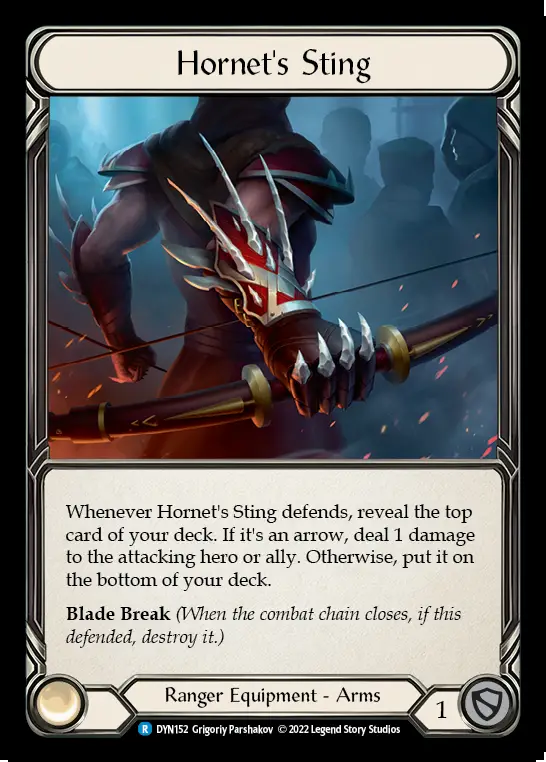 Hornet's Sting
Whenever Hornet's Sting defends, reveal the top
card of your deck. If it's an arrow, deal 1 damage
to the attacking hero or ally. Otherwise, put it on
the bottom of your deck.
Blade Break (When the combat chain closes, if this
defended, destroy it.)
Ranger Equipment - Arms
1
R DYN152 Grigoriy Parshakov © 2022 Legend Story Studios